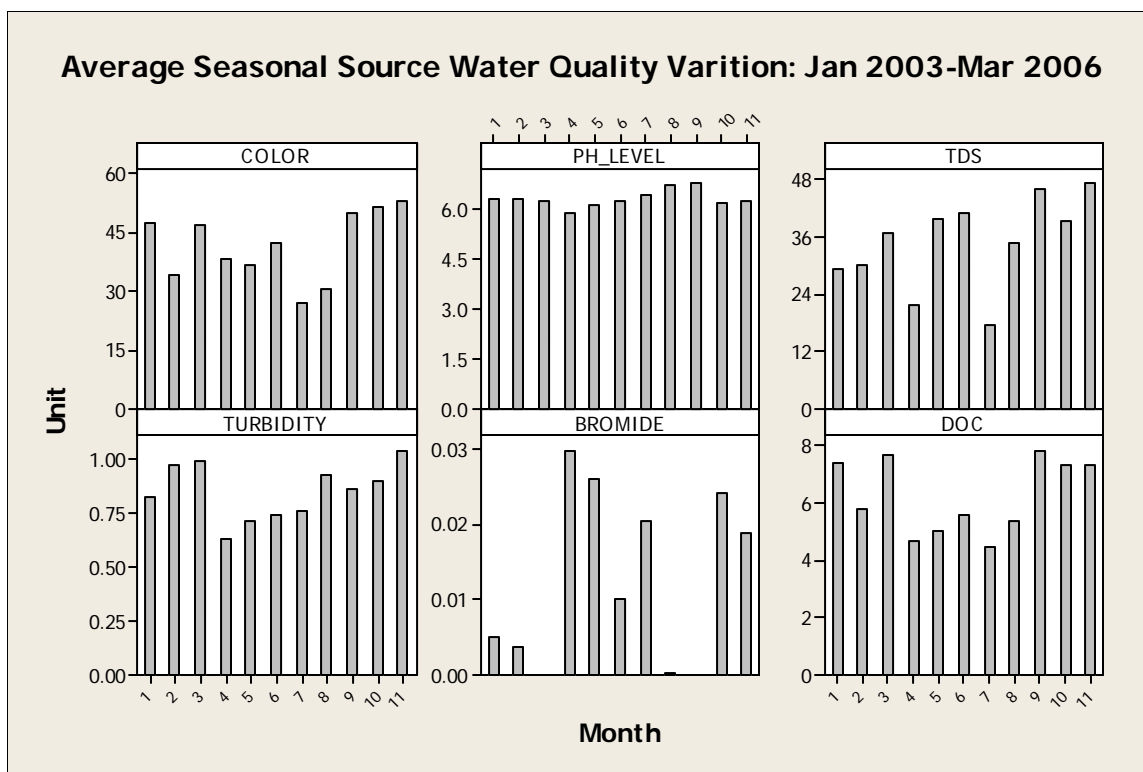 Average Seasonal Source Water Quality Varition: Jan 2003-Mar 2006
1 2 3 4 5 6 7 8 9 10 11
COLOR
60
45
30
15
0
PH_LEVEL
6.0
4.5
3.0
1.5
0.0
TDS
48
36
24
12
0
Unit
TURBIDITY
1.00
0.75
0.50
0.25
0.00
BROMIDE
0.03
0.02
0.01
0.00
DOC
8
6
4
2
0
1 2 3 4 5 6 7 8 9 10 11
1 2 3 4 5 6 7 8 9 10 11
Month